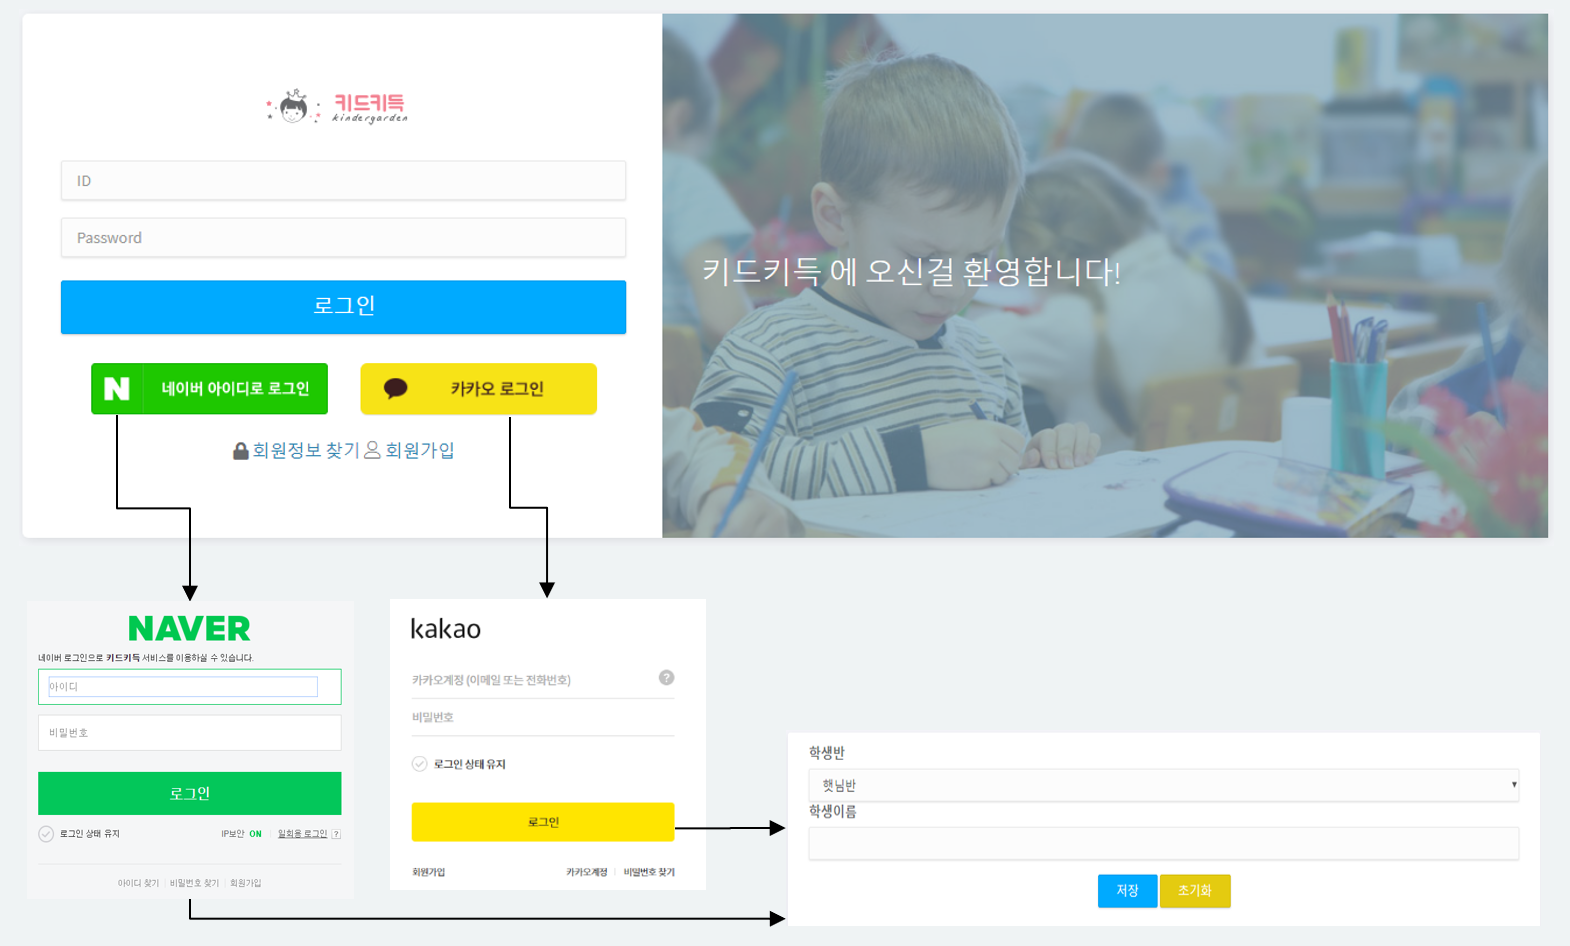 키드키득
kindergarden
ID
Password
로그인
N 네이버 아이디로 로그인
카카오 로그인
회원정보 찾기 회원가입
키드키득 에 오신걸 환영합니다!
NAVER
네이버 로그인으로 키드키득 서비스를 이용하실 수 있습니다.
아이디
비밀번호
로그인
로그인 상태 유지 IP보안 ON 일회용 로그인 ?
아이디 찾기 비밀번호 찾기 회원가입
kakao
카카오계정 (이메일 또는 전화번호) ?
비밀번호
로그인 상태 유지
로그인
회원가입 카카오계정 비밀번호 찾기
학생반
햇님반
학생이름
저장 초기화